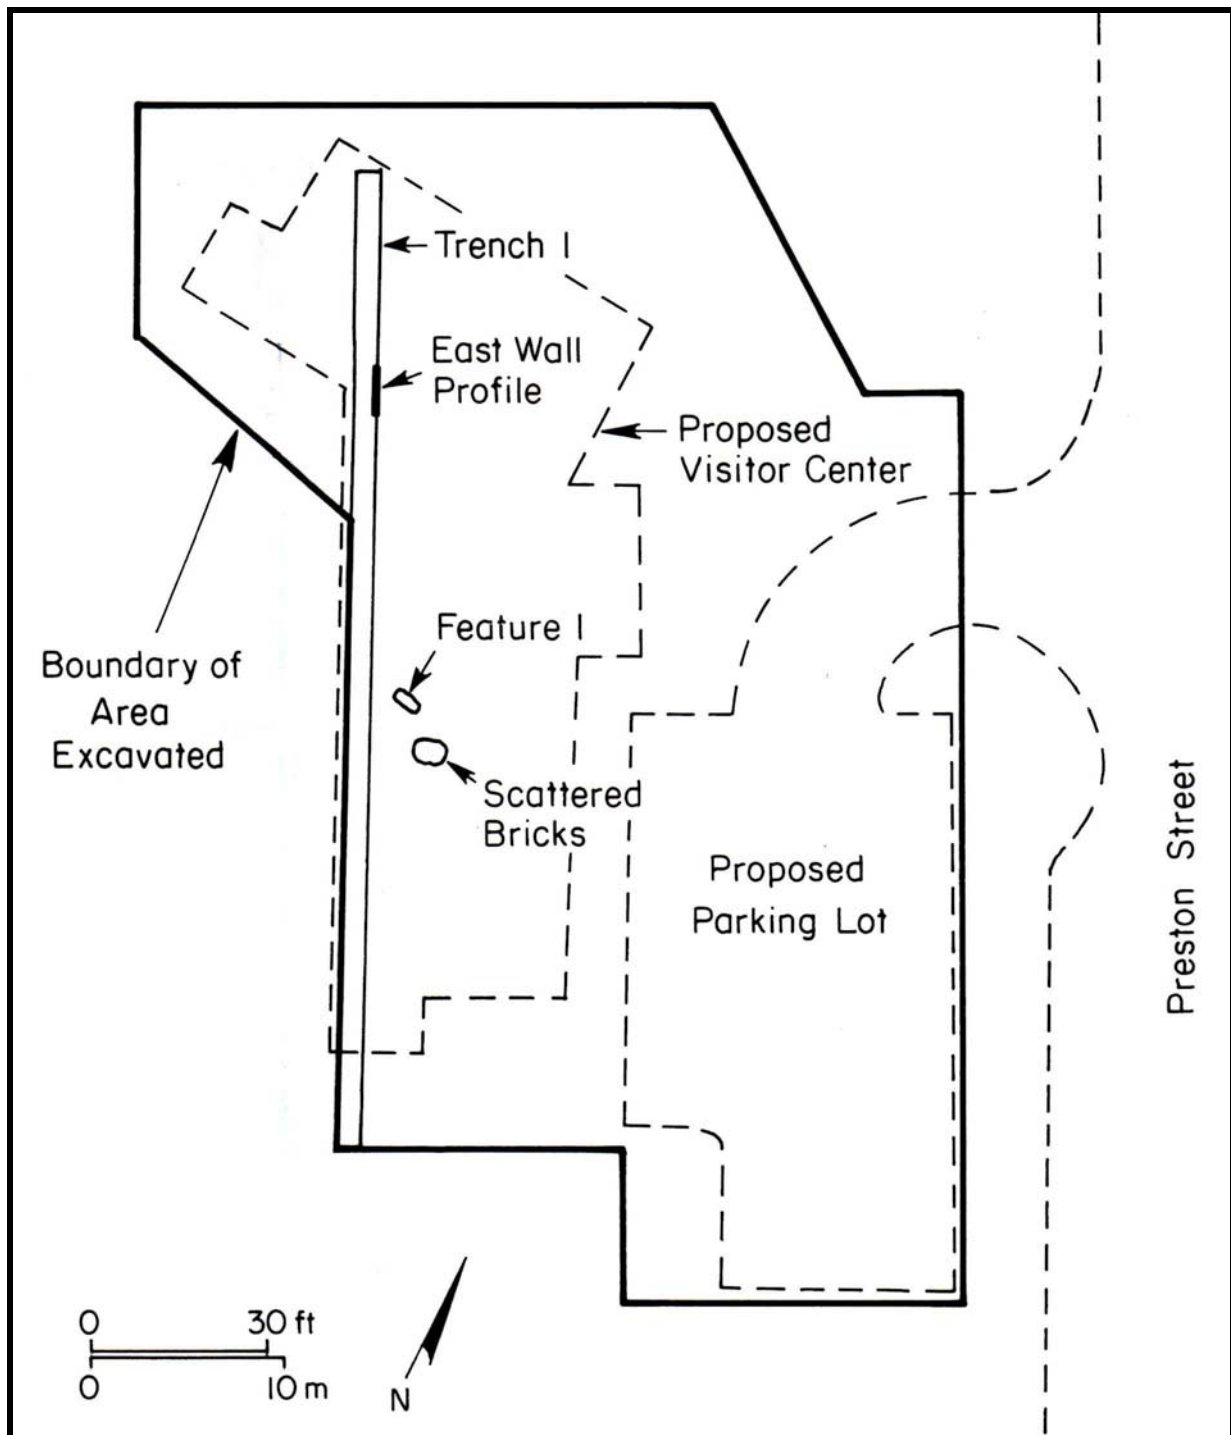 Trench I
East Wall
Profile
Proposed
Visitor Center
Feature I
Boundary of
Area
Excavated
Scattered
Bricks
Proposed
Parking Lot
Preston Street
0 30 ft
0 10 m
N